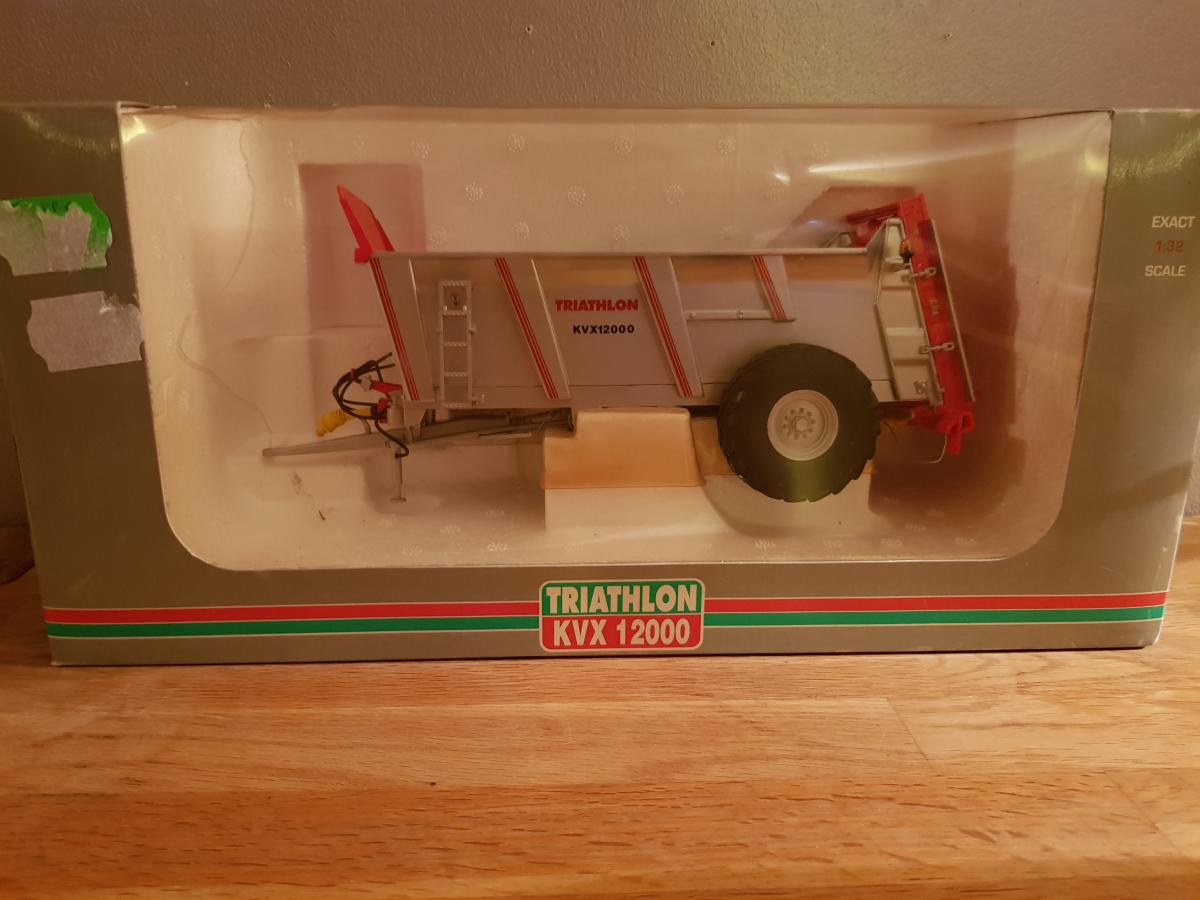 EXACT
1:32
SCALE
TRIATHLON
KVX12000
TRIATHLON
KVX 12000